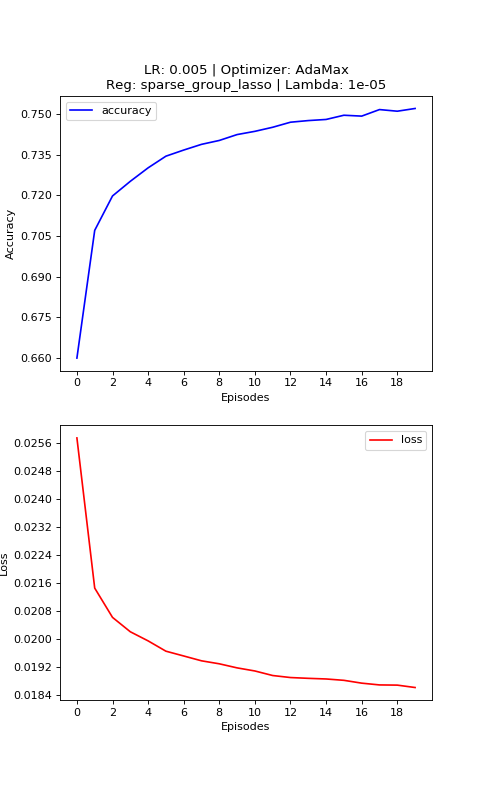 LR: 0.005 | Optimizer: AdaMax
Reg: sparse_group_lasso | Lambda: 1e-05
accuracy
0.750
0.735
0.720
0.705
0.690
0.675
0.660
Accuracy
0 2 4 6 8 10 12 14 16 18
Episodes
loss
0.0256
0.0248
0.0240
0.0232
0.0224
0.0216
0.0208
0.0200
0.0192
0.0184
Loss
0 2 4 6 8 10 12 14 16 18
Episodes